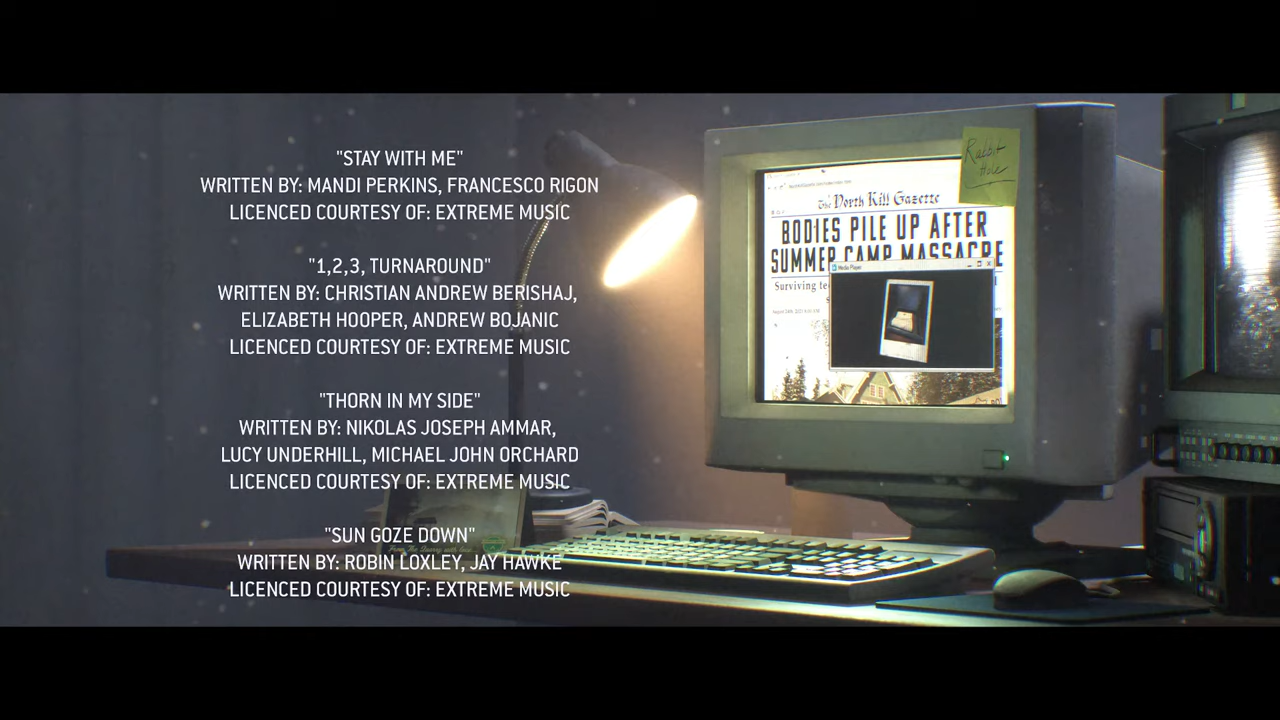 "STAY WITH ME"
WRITTEN BY: MANDI PERKINS, FRANCESCO RIGON
LICENCED COURTESY OF: EXTREME MUSIC
"1,2,3, TURNAROUND"
WRITTEN BY: CHRISTIAN ANDREW BERISHAJ,
ELIZABETH HOOPER, ANDREW BOJANIC
LICENCED COURTESY OF: EXTREME MUSIC
"THORN IN MY SIDE"
WRITTEN BY: NIKOLAS JOSEPH AMMAR,
LUCY UNDERHILL, MICHAEL JOHN ORCHARD
LICENCED COURTESY OF: EXTREME MUSIC
"SUN GOZE DOWN"
WRITTEN BY: ROBIN LOXLEY, JAY HAWKE
LICENCED COURTESY OF: EXTREME MUSIC
Rabbit
Hole
The North Kill Gazette
BODIES PILE UP AFTER
SUMMER CAMP MASSACRE
Surviving
Media Player